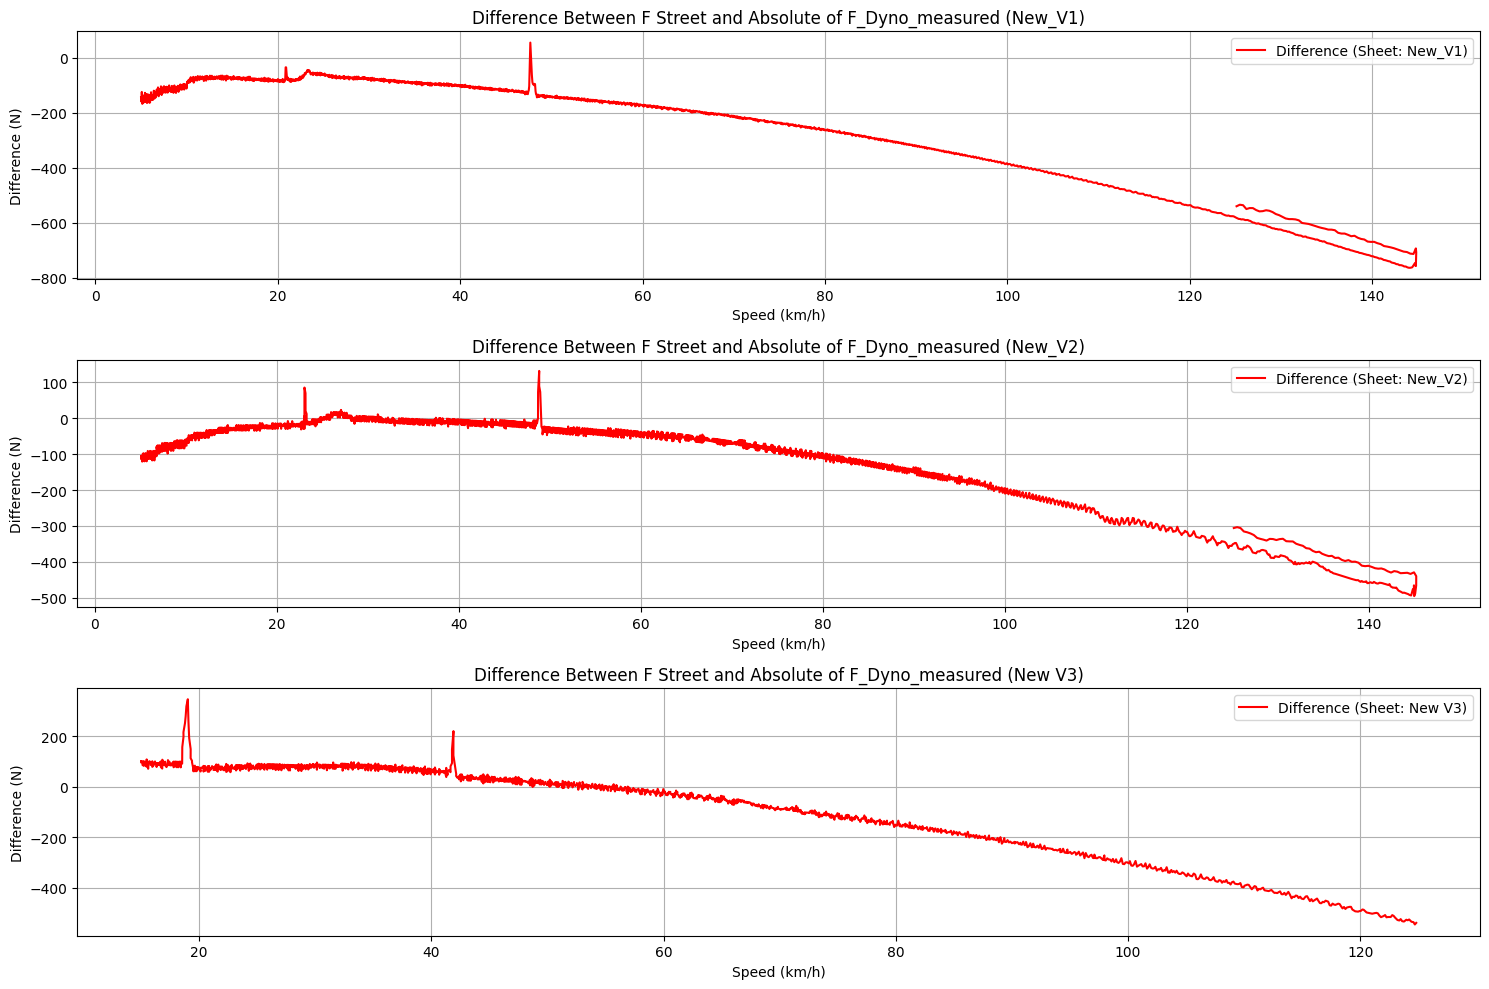 Difference Between F Street and Absolute of F_Dyno_measured (New_V1)
Difference (N)
0
−200
−400
−600
−800
Difference (Sheet: New_V1)
0 20 40 60 80 100 120 140
Speed (km/h)
Difference Between F Street and Absolute of F_Dyno_measured (New_V2)
Difference (N)
100
0
−100
−200
−300
−400
−500
Difference (Sheet: New_V2)
0 20 40 60 80 100 120 140
Speed (km/h)
Difference Between F Street and Absolute of F_Dyno_measured (New V3)
Difference (N)
200
0
−200
−400
Difference (Sheet: New V3)
20 40 60 80 100 120
Speed (km/h)